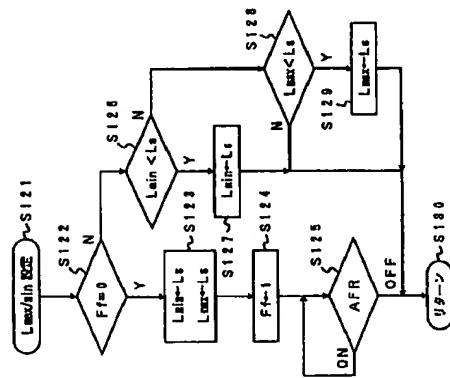 Lmax/min 設定
S121
S122
Ff=0
N
Y
S126
Lmin <Ls
N
Y
S128
Lmax<Ls
N
Y
S123
Lmin←Ls
Lmax←Ls
S127
Lmin←Ls
S129
Lmax←Ls
S124
Ff←1
S125
AFR
ON
OFF
リターン
S130